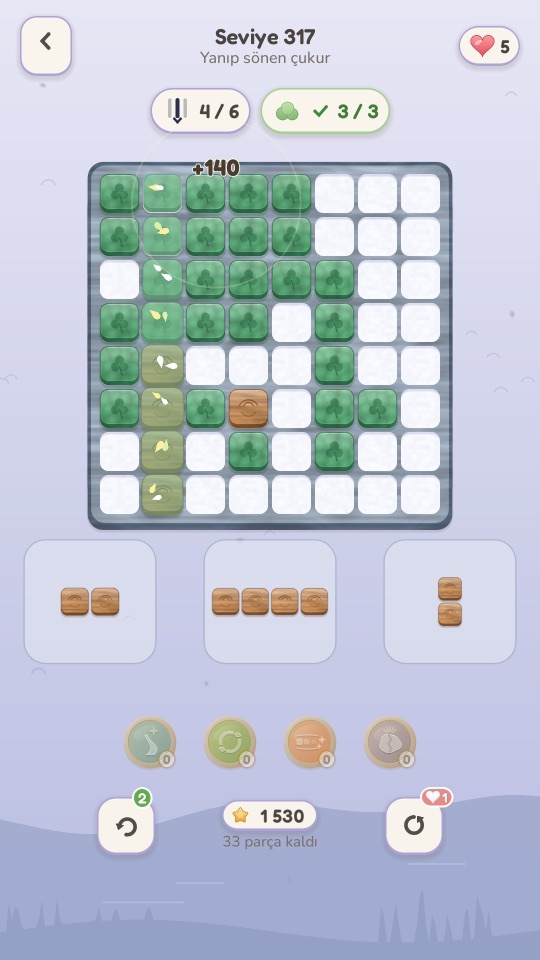 Seviye 317
Yanıp sönen çukur
5
4 / 6
3 / 3
+140
0
0
0
0
2
1
1 530
33 parça kaldı